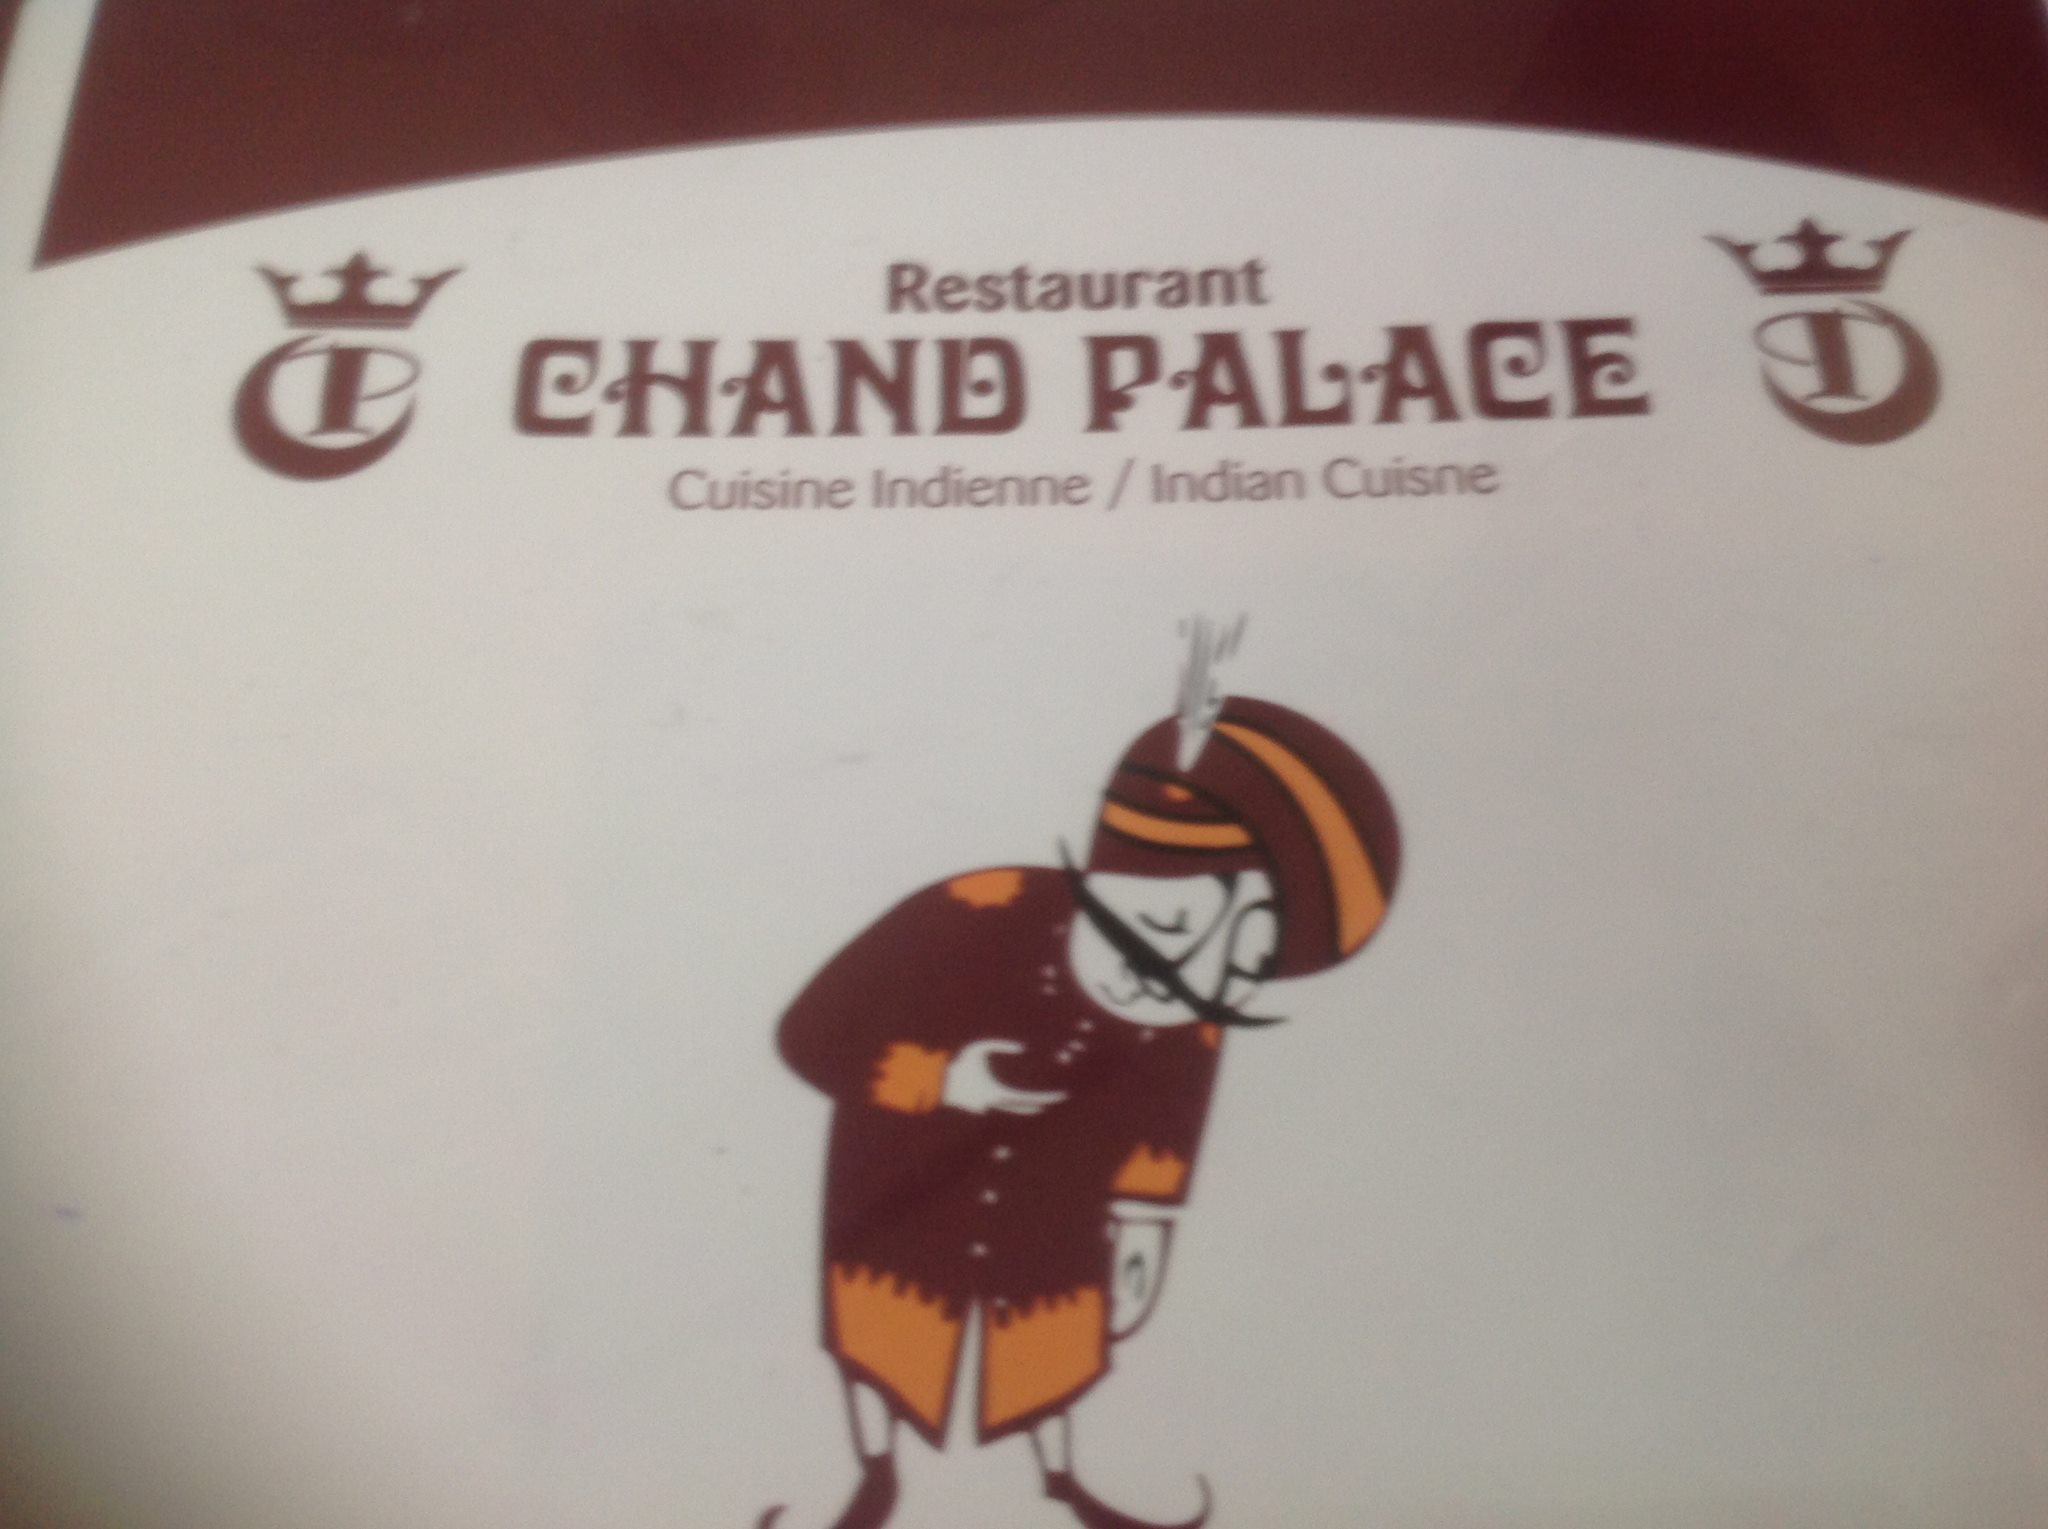 Restaurant
CHAND PALACE
Cuisine Indienne / Indian Cuisne